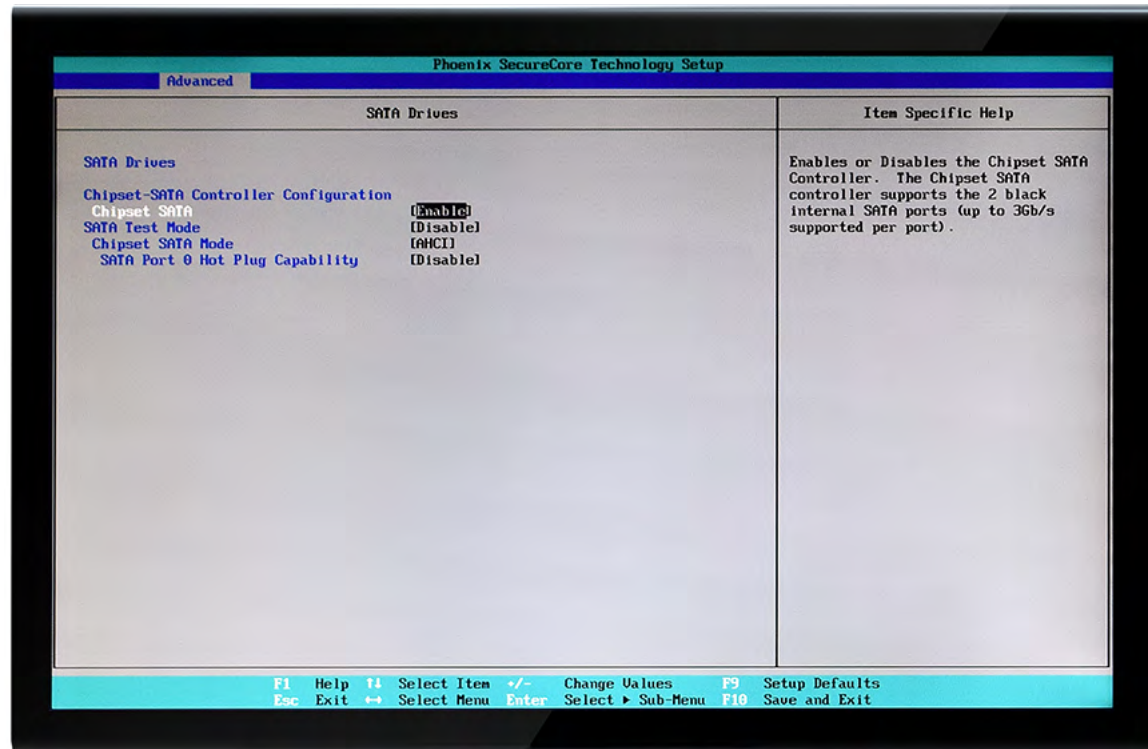 Phoenix SecureCore Technology Setup
Advanced
SATA Drives
Item Specific Help
SATA Drives
Chipset-SATA Controller Configuration
Chipset SATA [Enable]
SATA Test Mode [Disable]
Chipset SATA Mode [AHCI]
SATA Port 0 Hot Plug Capability [Disable]
Enables or Disables the Chipset SATA
Controller. The Chipset SATA
controller supports the 2 black
internal SATA ports (up to 3Gb/s
supported per port).
F1 Help ↑↓ Select Item +/- Change Values F9 Setup Defaults
Esc Exit ↔ Select Menu Enter Select ▶ Sub-Menu F10 Save and Exit